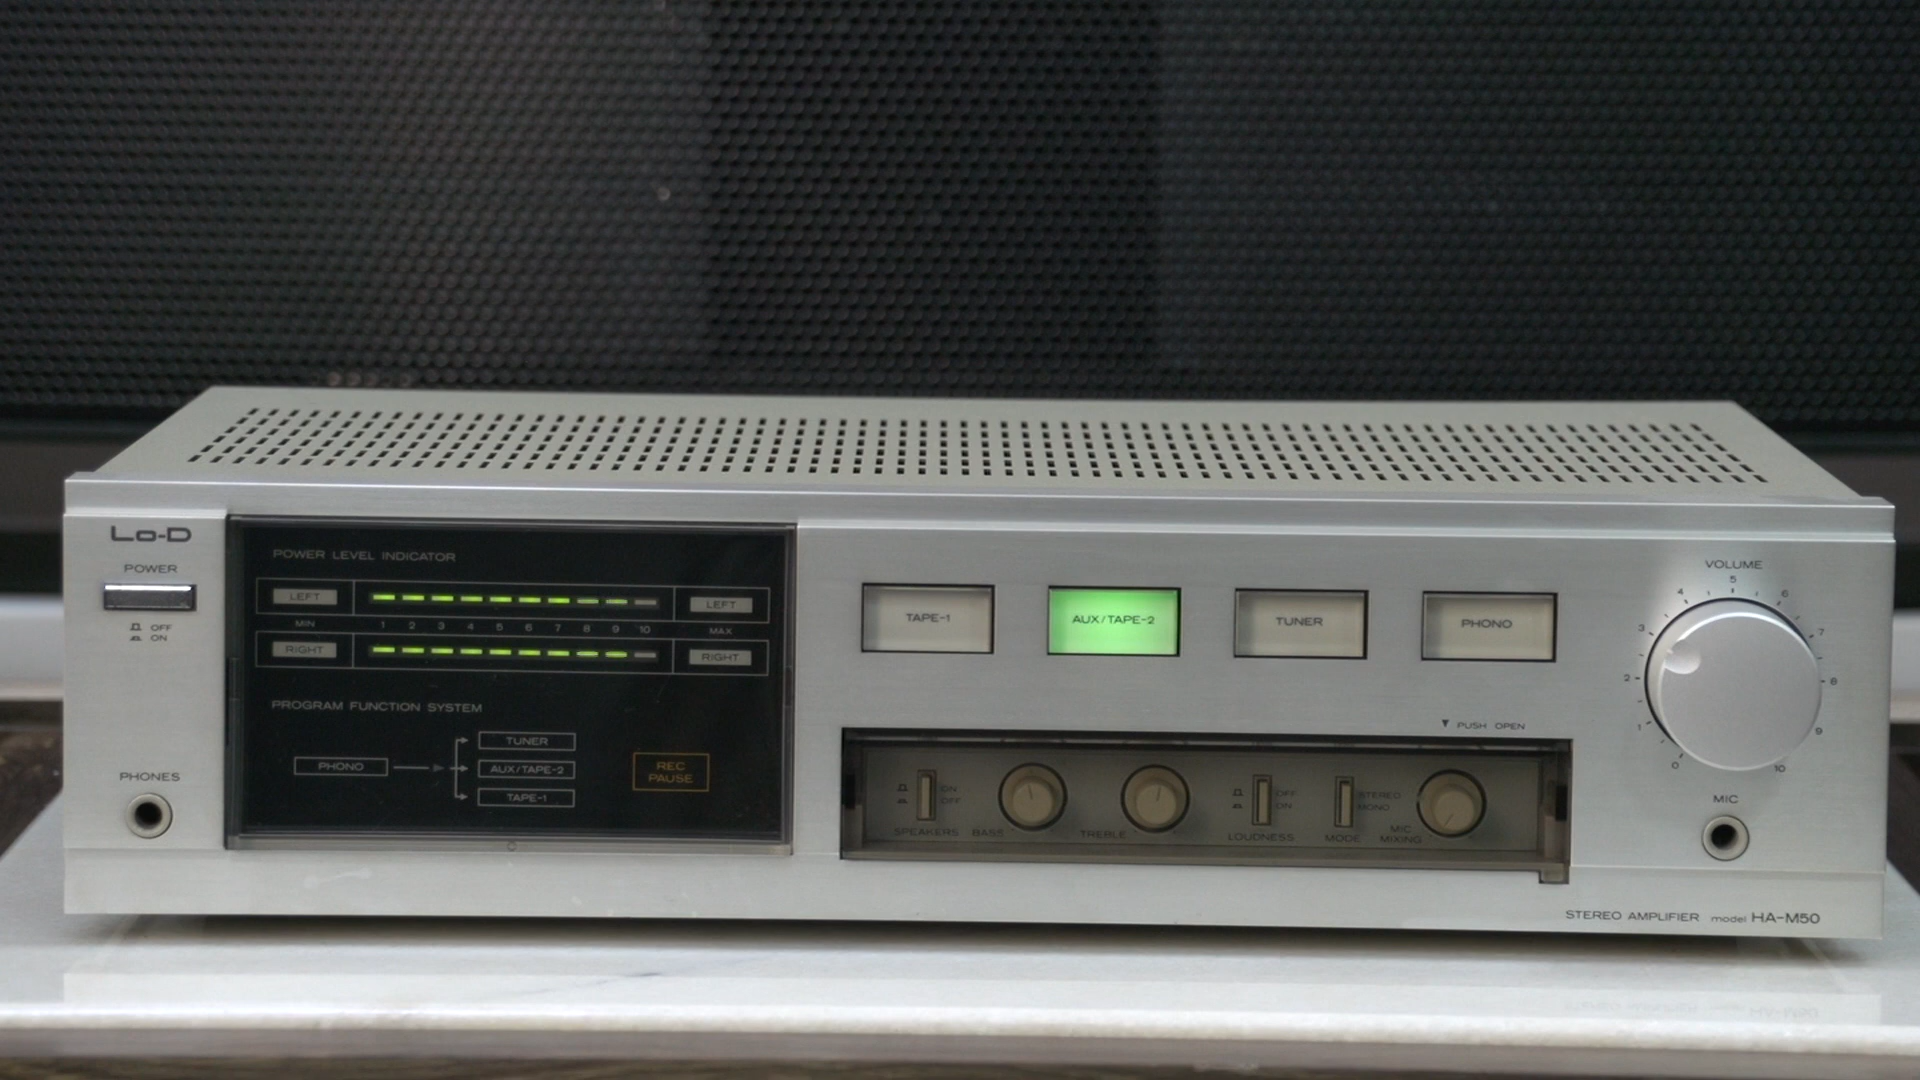 Lo-D
POWER
OFF
ON
PHONES
POWER LEVEL INDICATOR
LEFT
LEFT
MIN 1 2 3 4 5 6 7 8 9 10 MAX
RIGHT
RIGHT
PROGRAM FUNCTION SYSTEM
PHONO
TUNER
AUX/TAPE-2
TAPE-1
REC
PAUSE
TAPE-1
AUX/TAPE-2
TUNER
PHONO
▼ PUSH OPEN
ON
OFF
SPEAKERS
BASS
TREBLE
OFF
ON
LOUDNESS
STEREO
MONO
MODE
MIC
MIXING
VOLUME
0 1 2 3 4 5 6 7 8 9 10
MIC
STEREO AMPLIFIER model HA-M50